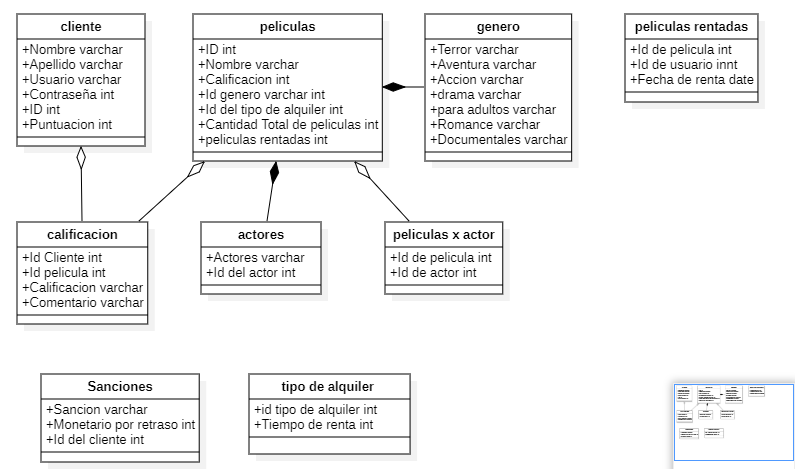 cliente
+Nombre varchar
+Apellido varchar
+Usuario varchar
+Contraseña int
+ID int
+Puntuacion int
peliculas
+ID int
+Nombre varchar
+Calificacion int
+Id genero varchar int
+Id del tipo de alquiler int
+Cantidad Total de peliculas int
+peliculas rentadas int
genero
+Terror varchar
+Aventura varchar
+Accion varchar
+drama varchar
+para adultos varchar
+Romance varchar
+Documentales varchar
peliculas rentadas
+Id de pelicula int
+Id de usuario innt
+Fecha de renta date
calificacion
+Id Cliente int
+Id pelicula int
+Calificacion varchar
+Comentario varchar
actores
+Actores varchar
+Id del actor int
peliculas x actor
+Id de pelicula int
+Id de actor int
Sanciones
+Sancion varchar
+Monetario por retraso int
+Id del cliente int
tipo de alquiler
+id tipo de alquiler int
+Tiempo de renta int